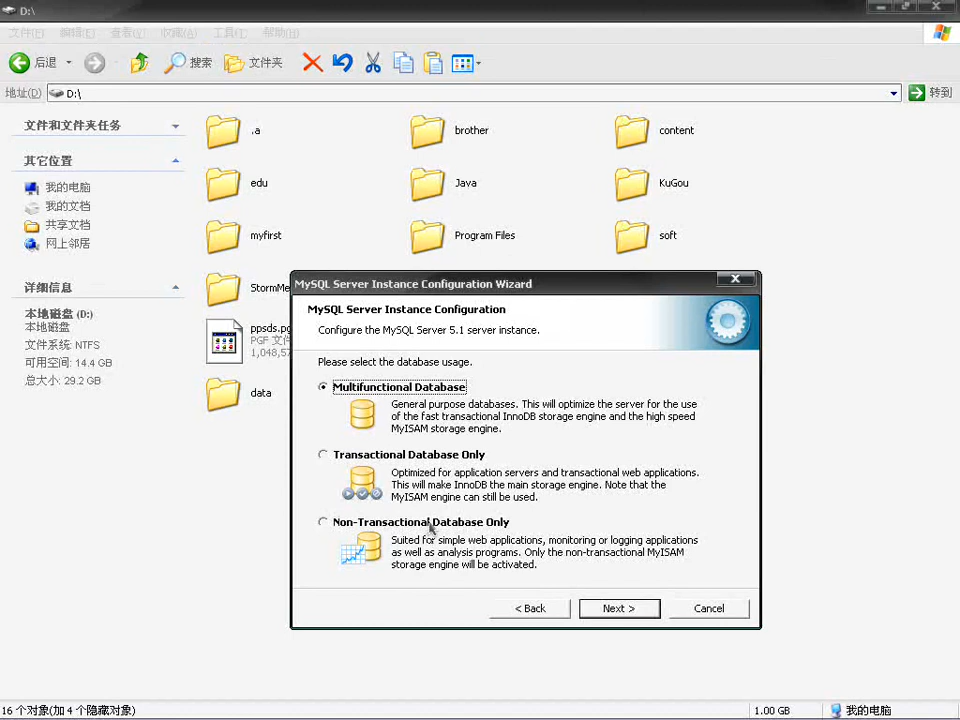 D:\
文件(F) 编辑(E) 查看(V) 收藏(A) 工具(T) 帮助(H)
后退 搜索 文件夹
地址(D) D:\ 转到
文件和文件夹任务
其它位置
我的电脑
我的文档
共享文档
网上邻居
详细信息
本地磁盘 (D:)
本地磁盘
文件系统: NTFS
可用空间: 14.4 GB
总大小: 29.2 GB
.a brother content
edu Java KuGou
myfirst Program Files soft
StormMe
ppsds.pg
PGF 文件
1,048,57
data
MySQL Server Instance Configuration Wizard
MySQL Server Instance Configuration
Configure the MySQL Server 5.1 server instance.
Please select the database usage.
Multifunctional Database
General purpose databases. This will optimize the server for the use
of the fast transactional InnoDB storage engine and the high speed
MyISAM storage engine.
Transactional Database Only
Optimized for application servers and transactional web applications.
This will make InnoDB the main storage engine. Note that the
MyISAM engine can still be used.
Non-Transactional Database Only
Suited for simple web applications, monitoring or logging applications
as well as analysis programs. Only the non-transactional MyISAM
storage engine will be activated.
< Back Next > Cancel
16 个对象(加 4 个隐藏对象) 1.00 GB 我的电脑